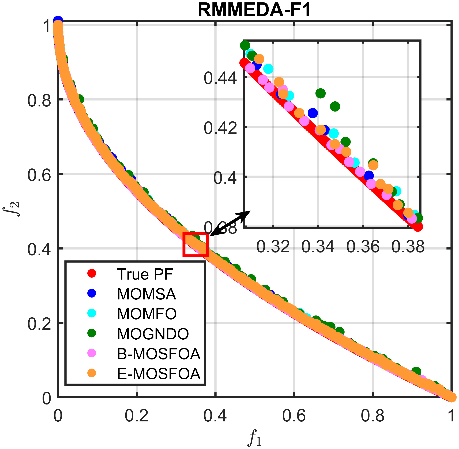 RMMEDA-F1
1
0.8
0.6
0.4
0.2
0
f2
0.44
0.42
0.4
0.38
0.32 0.34 0.36 0.38
True PF
MOMSA
MOMFO
MOGNDO
B-MOSFOA
E-MOSFOA
0 0.2 0.4 0.6 0.8 1
f1